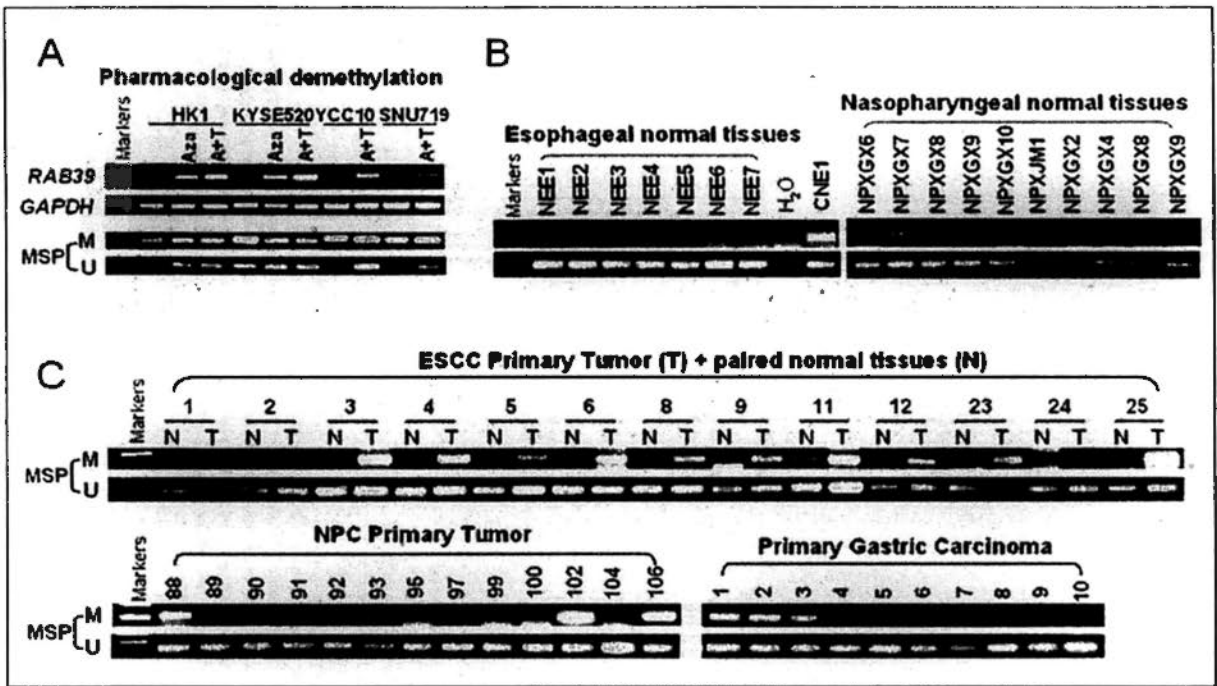 A
Pharmacological demethylation
Markers
HK1 KYSE520 YCC10 SNU719
Aza A+T Aza A+T A+T A+T
RAB39
GAPDH
MSP M
U
B
Esophageal normal tissues
Nasopharyngeal normal tissues
Markers NEE1 NEE2 NEE3 NEE4 NEE5 NEE6 NEE7 H2O CNE1
NPXGX6 NPXGX7 NPXGX8 NPXGX9 NPXGX10 NPXJM1 NPXGX2 NPXGX4 NPXGX8 NPXGX9
C
ESCC Primary Tumor (T) + paired normal tissues (N)
Markers
1 2 3 4 5 6 8 9 11 12 23 24 25
N T N T N T N T N T N T N T N T N T N T N T N T N T
MSP M
U
NPC Primary Tumor
Markers 88 89 90 91 92 93 96 97 99 100 102 104 106
MSP M
U
Primary Gastric Carcinoma
1 2 3 4 5 6 7 8 9 10